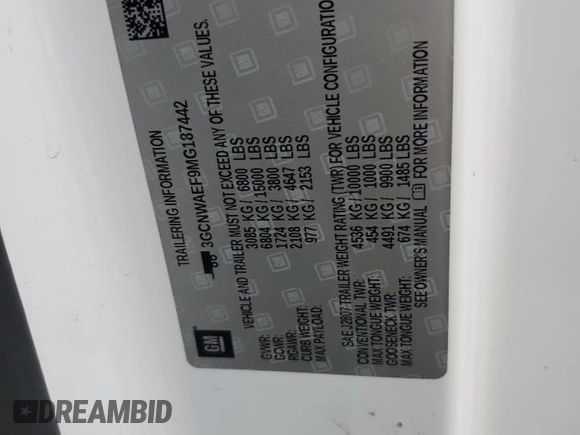 GM
TRAILERING INFORMATION
3GCNWAEF9MG187442
VEHICLE AND TRAILER MUST NOT EXCEED ANY OF THESE VALUES.
GVWR: 3085 KG/ 6800 LBS
GCWR: 6804 KG/ 15000 LBS
RGAWR: 1724 KG/ 3800 LBS
CURB WEIGHT: 2108 KG/ 4647 LBS
MAX PAYLOAD: 977 KG/ 2153 LBS
SAE J2807-TRAILER WEIGHT RATING (TWR) FOR VEHICLE CONFIGURATION
CONVENTIONAL TWR: 4536 KG/ 10000 LBS
MAX TONGUE WEIGHT: 454 KG/ 1000 LBS
GOOSENECK TWR: 4491 KG/ 9900 LBS
MAX TONGUE WEIGHT: 674 KG/ 1485 LBS
SEE OWNER'S MANUAL FOR MORE INFORMATION
DREAMBID